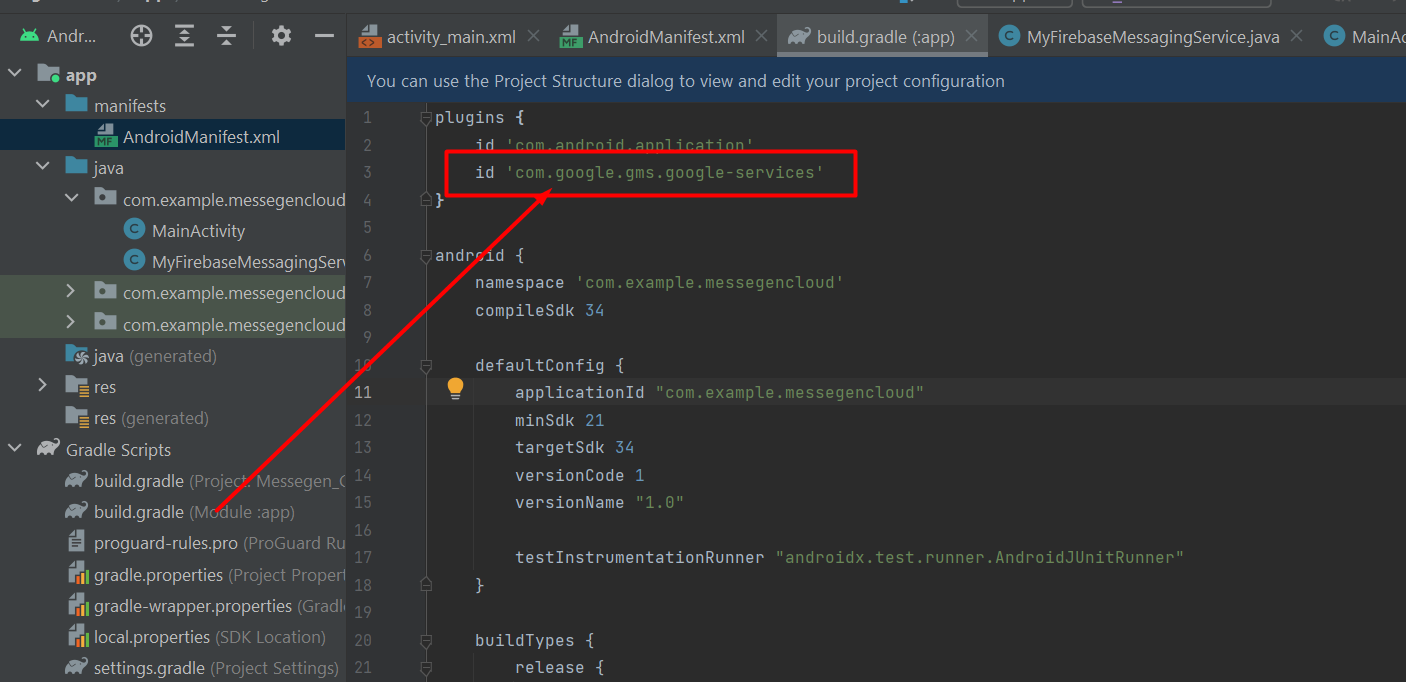 Andr...
activity_main.xml
AndroidManifest.xml
build.gradle (:app)
MyFirebaseMessagingService.java
MainAc
You can use the Project Structure dialog to view and edit your project configuration
app
manifests
AndroidManifest.xml
java
com.example.messegencloud
MainActivity
MyFirebaseMessagingServ
com.example.messegencloud
com.example.messegencloud
java (generated)
res
res (generated)
Gradle Scripts
build.gradle (Project: Messegen_C
build.gradle (Module :app)
proguard-rules.pro (ProGuard Ru
gradle.properties (Project Propert
gradle-wrapper.properties (Gradl
local.properties (SDK Location)
settings.gradle (Project Settings)
1 plugins {
2 id 'com.android.application'
3 id 'com.google.gms.google-services'
4 }
5
6 android {
7 namespace 'com.example.messegencloud'
8 compileSdk 34
9
10 defaultConfig {
11 applicationId "com.example.messegencloud"
12 minSdk 21
13 targetSdk 34
14 versionCode 1
15 versionName "1.0"
16
17 testInstrumentationRunner "androidx.test.runner.AndroidJUnitRunner"
18 }
19
20 buildTypes {
21 release {